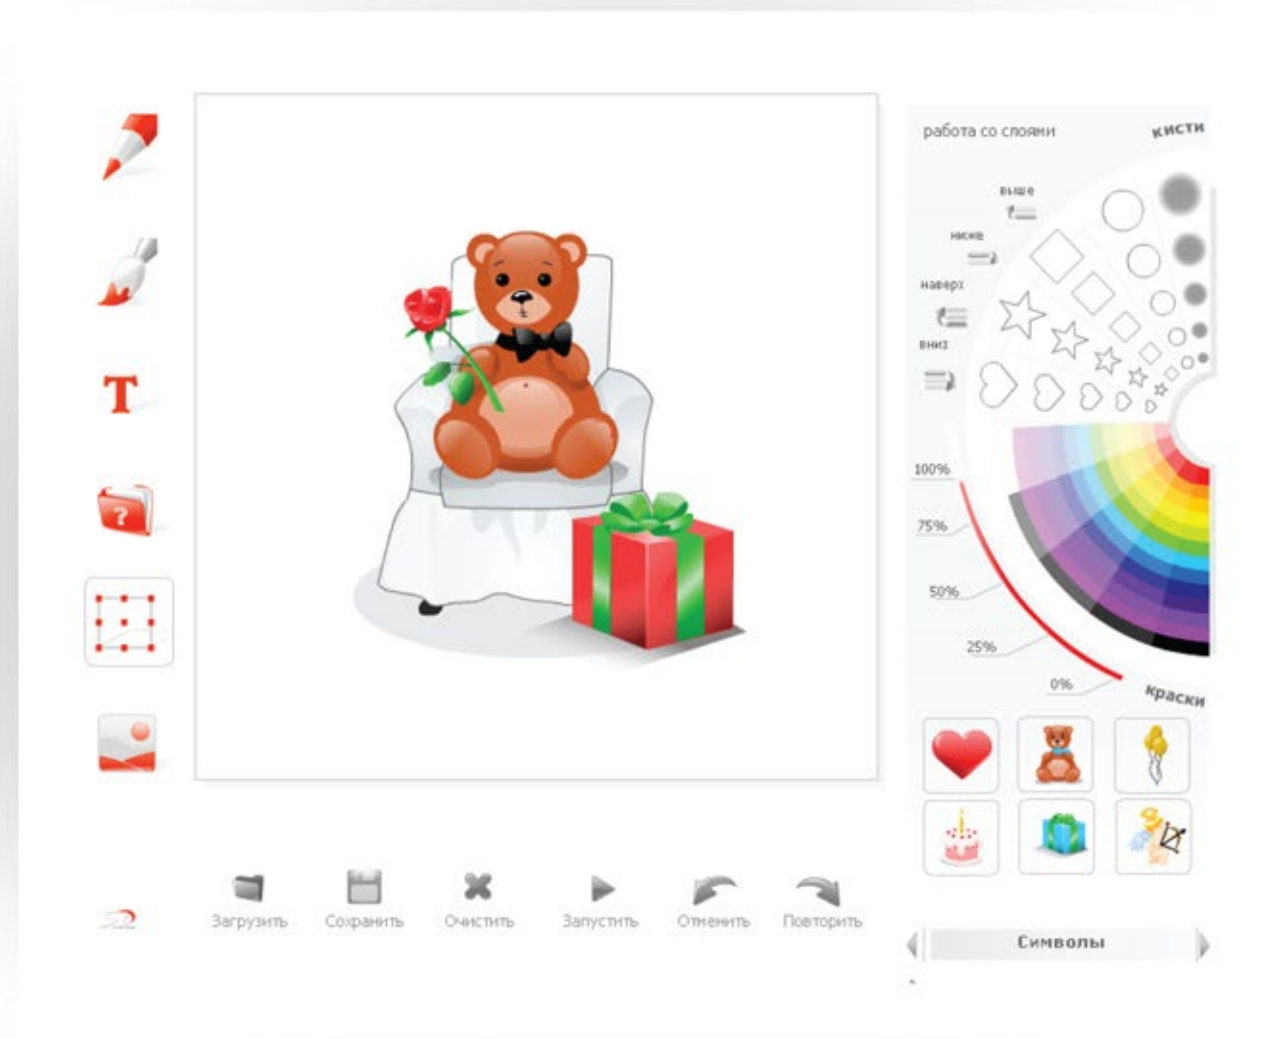 работа со слоями
кисти
выше
ниже
наверх
вниз
T
?
100%
75%
50%
25%
0%
краски
Загрузить
Сохранить
Очистить
Запустить
Отменить
Повторить
Символы